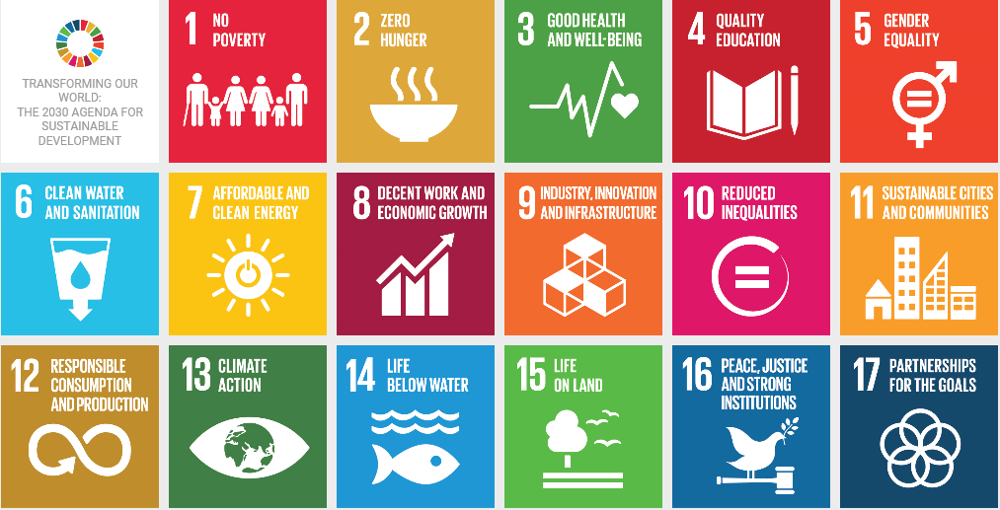 TRANSFORMING OUR
WORLD:
THE 2030 AGENDA FOR
SUSTAINABLE
DEVELOPMENT
1 NO
POVERTY
2 ZERO
HUNGER
3 GOOD HEALTH
AND WELL-BEING
4 QUALITY
EDUCATION
5 GENDER
EQUALITY
6 CLEAN WATER
AND SANITATION
7 AFFORDABLE AND
CLEAN ENERGY
8 DECENT WORK AND
ECONOMIC GROWTH
9 INDUSTRY, INNOVATION
AND INFRASTRUCTURE
10 REDUCED
INEQUALITIES
11 SUSTAINABLE CITIES
AND COMMUNITIES
12 RESPONSIBLE
CONSUMPTION
AND PRODUCTION
13 CLIMATE
ACTION
14 LIFE
BELOW WATER
15 LIFE
ON LAND
16 PEACE, JUSTICE
AND STRONG
INSTITUTIONS
17 PARTNERSHIPS
FOR THE GOALS